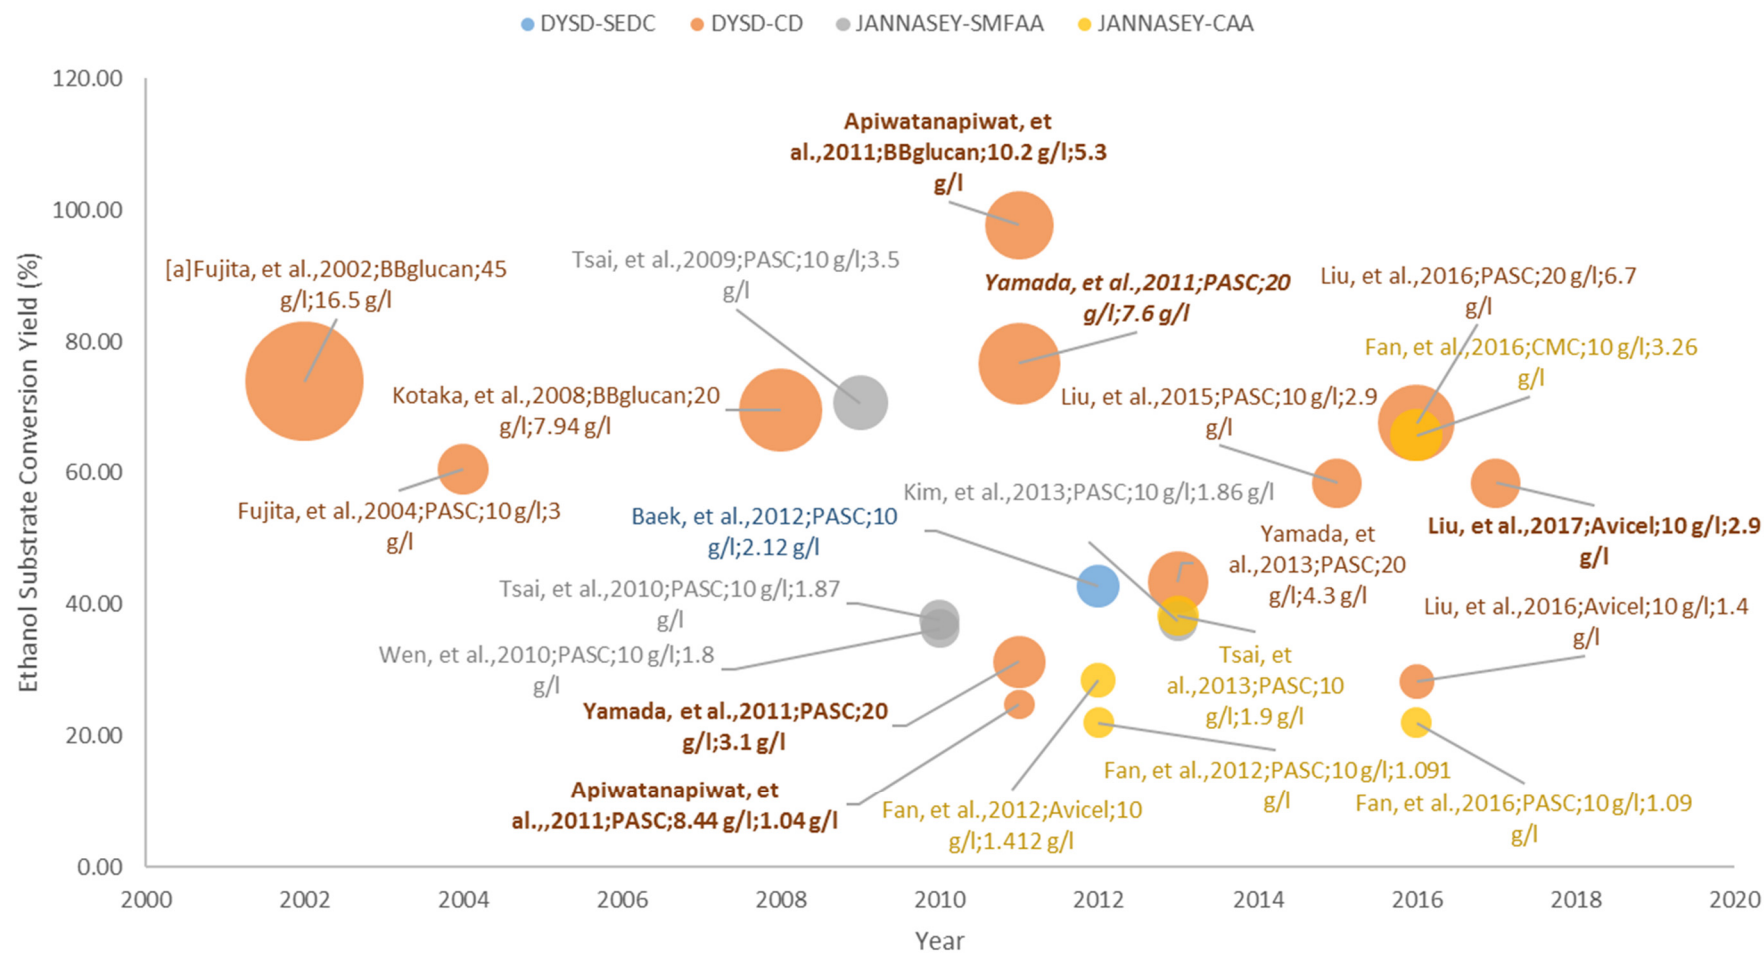 DYSD-SEDC DYSD-CD JANNASEY-SMFAA JANNASEY-CAA
Ethanol Substrate Conversion Yield (%)
120.00
100.00
80.00
60.00
40.00
20.00
0.00
Apiwatanapiwat, et
al.,2011;BBglucan;10.2 g/l;5.3
g/l
[a]Fujita, et al.,2002;BBglucan;45
g/l;16.5 g/l
Tsai, et al.,2009;PASC;10 g/l;3.5
g/l
Yamada, et al.,2011;PASC;20
g/l;7.6 g/l
Liu, et al.,2016;PASC;20 g/l;6.7
g/l
Fan, et al.,2016;CMC;10 g/l;3.26
g/l
Kotaka, et al.,2008;BBglucan;20
g/l;7.94 g/l
Liu, et al.,2015;PASC;10 g/l;2.9
g/l
Fujita, et al.,2004;PASC;10 g/l;3
g/l
Kim, et al.,2013;PASC;10 g/l;1.86 g/l
Baek, et al.,2012;PASC;10
g/l;2.12 g/l
Yamada, et
al.,2013;PASC;20
g/l;4.3 g/l
Liu, et al.,2017;Avicel;10 g/l;2.9
g/l
Tsai, et al.,2010;PASC;10 g/l;1.87
g/l
Liu, et al.,2016;Avicel;10 g/l;1.4
g/l
Wen, et al.,2010;PASC;10 g/l;1.8
g/l
Tsai, et
al.,2013;PASC;10
g/l;1.9 g/l
Yamada, et al.,2011;PASC;20
g/l;3.1 g/l
Apiwatanapiwat, et
al.,,2011;PASC;8.44 g/l;1.04 g/l
Fan, et al.,2012;Avicel;10
g/l;1.412 g/l
Fan, et al.,2012;PASC;10 g/l;1.091
g/l
Fan, et al.,2016;PASC;10 g/l;1.09
g/l
2000 2002 2004 2006 2008 2010 2012 2014 2016 2018 2020
Year